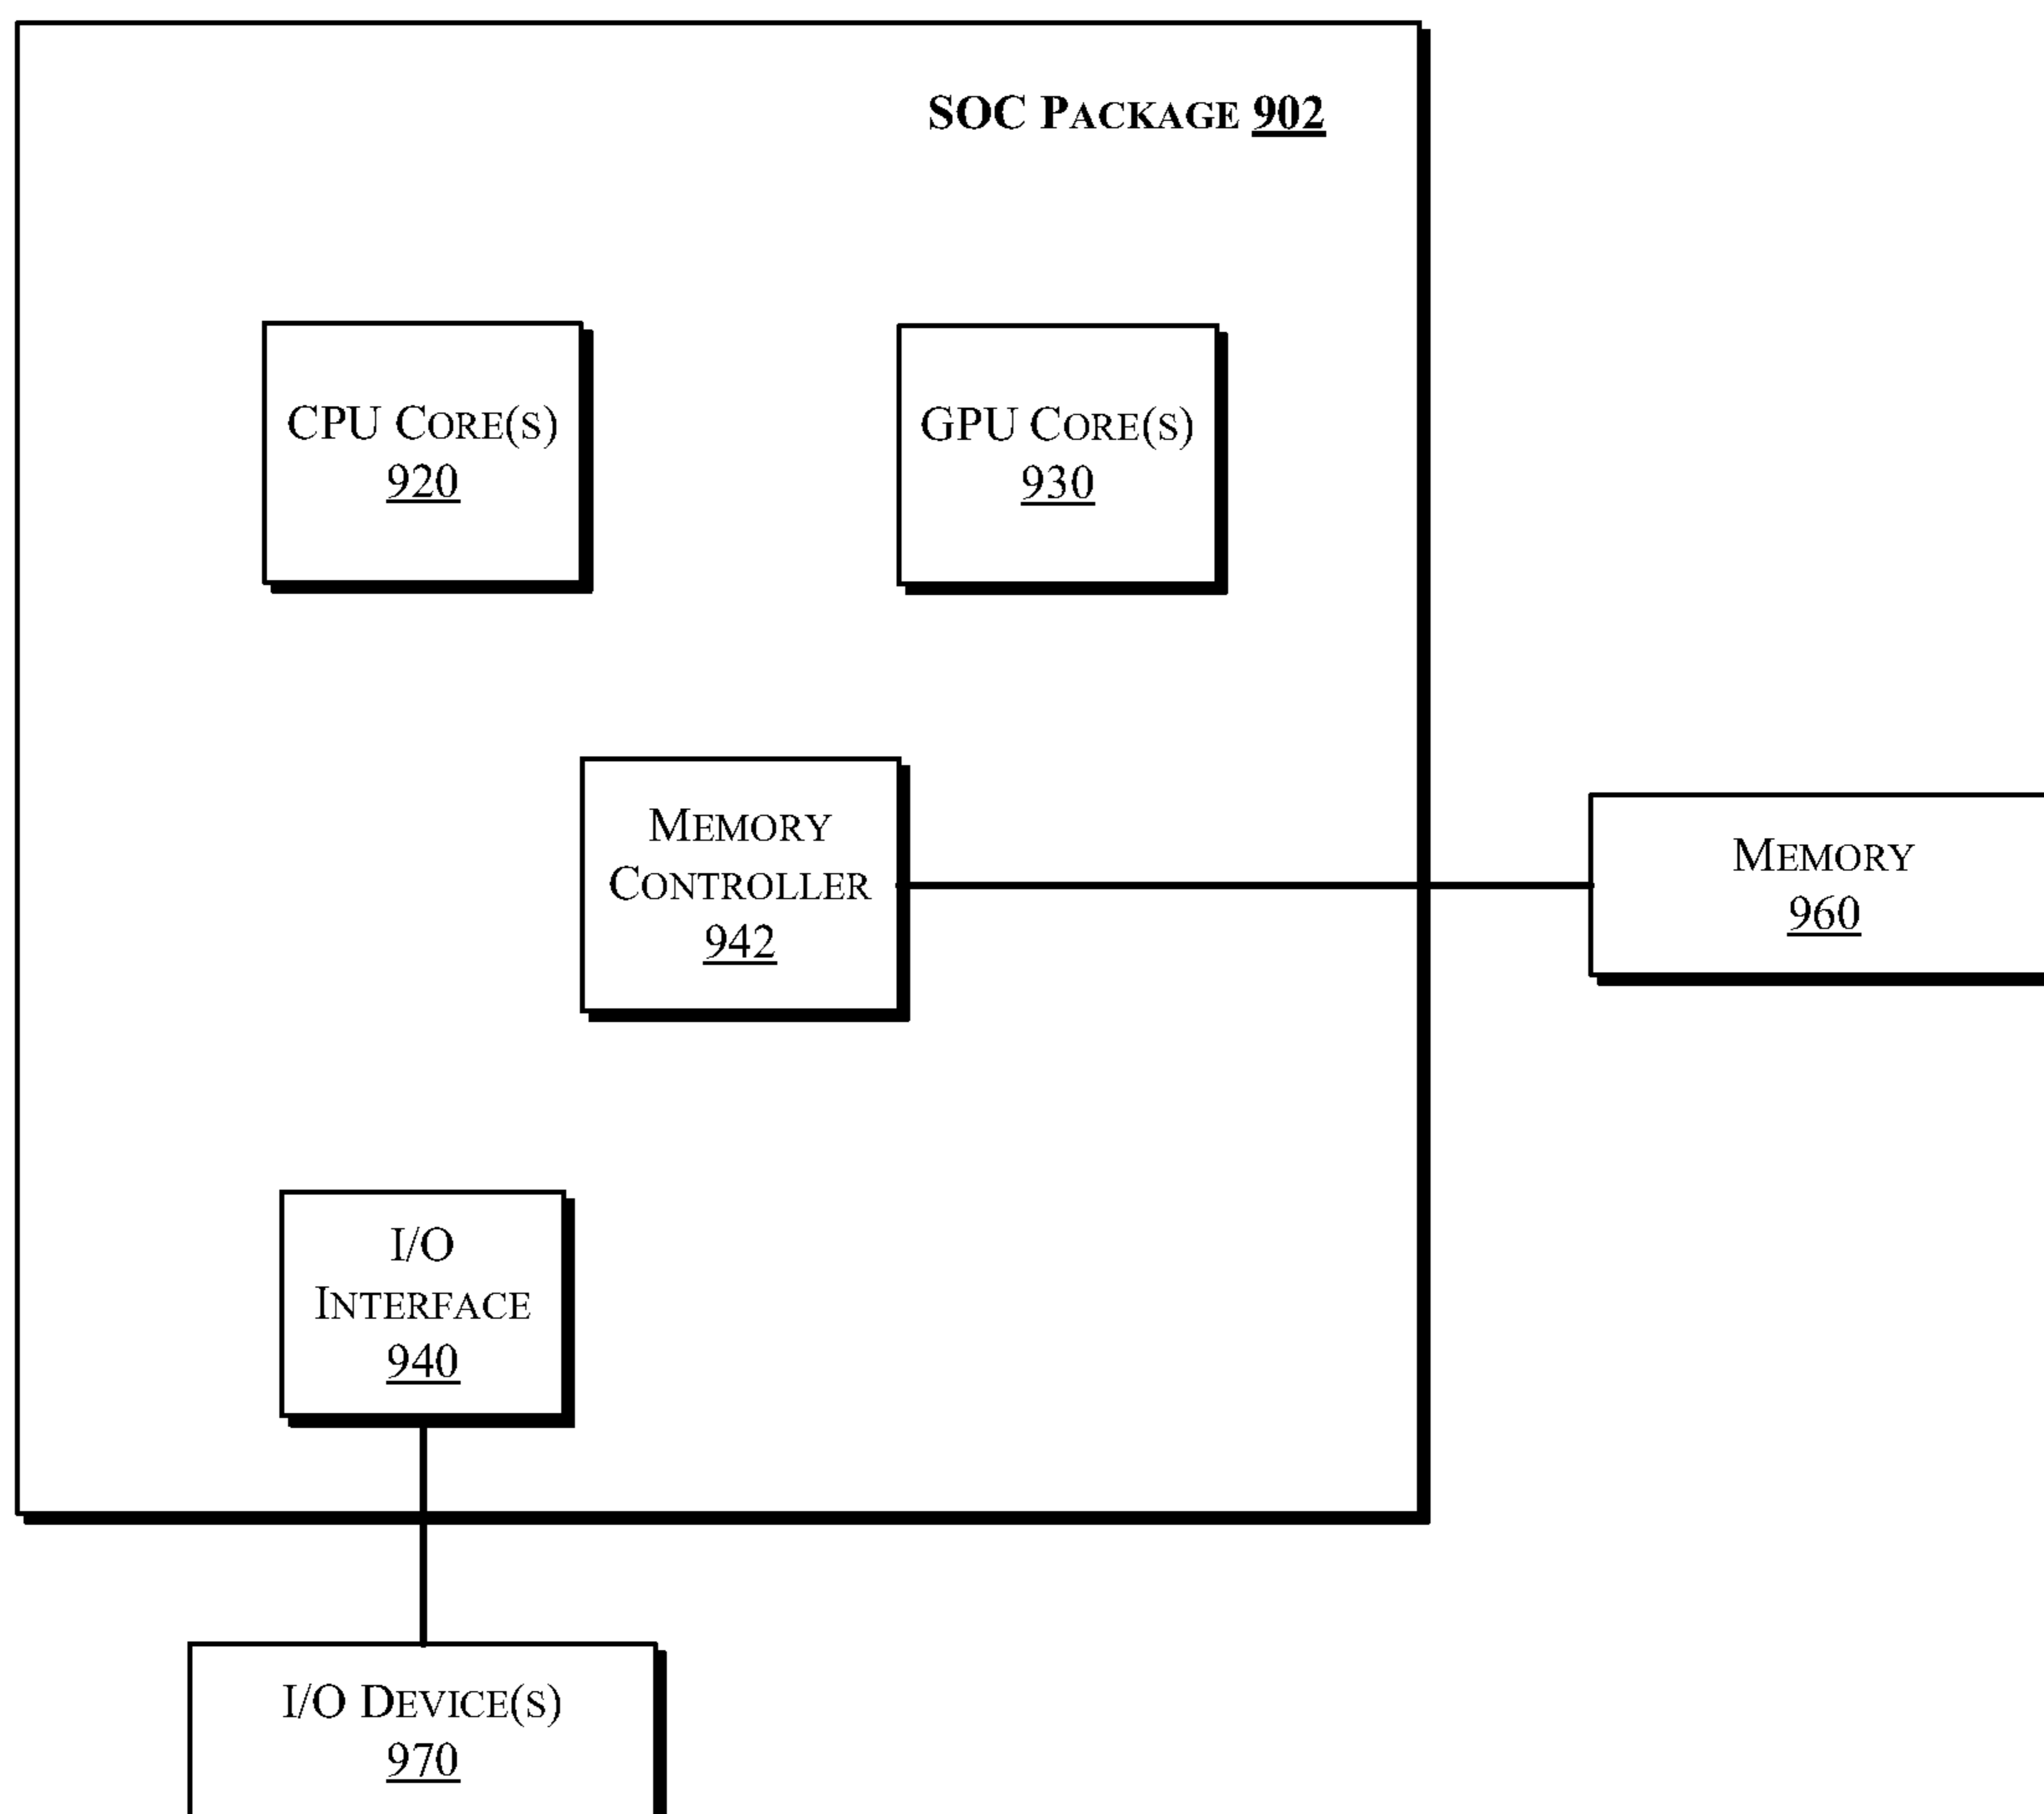 SOC PACKAGE 902
CPU CORE(S)
920
GPU CORE(S)
930
MEMORY
CONTROLLER
942
MEMORY
960
I/O
INTERFACE
940
I/O DEVICE(S)
970